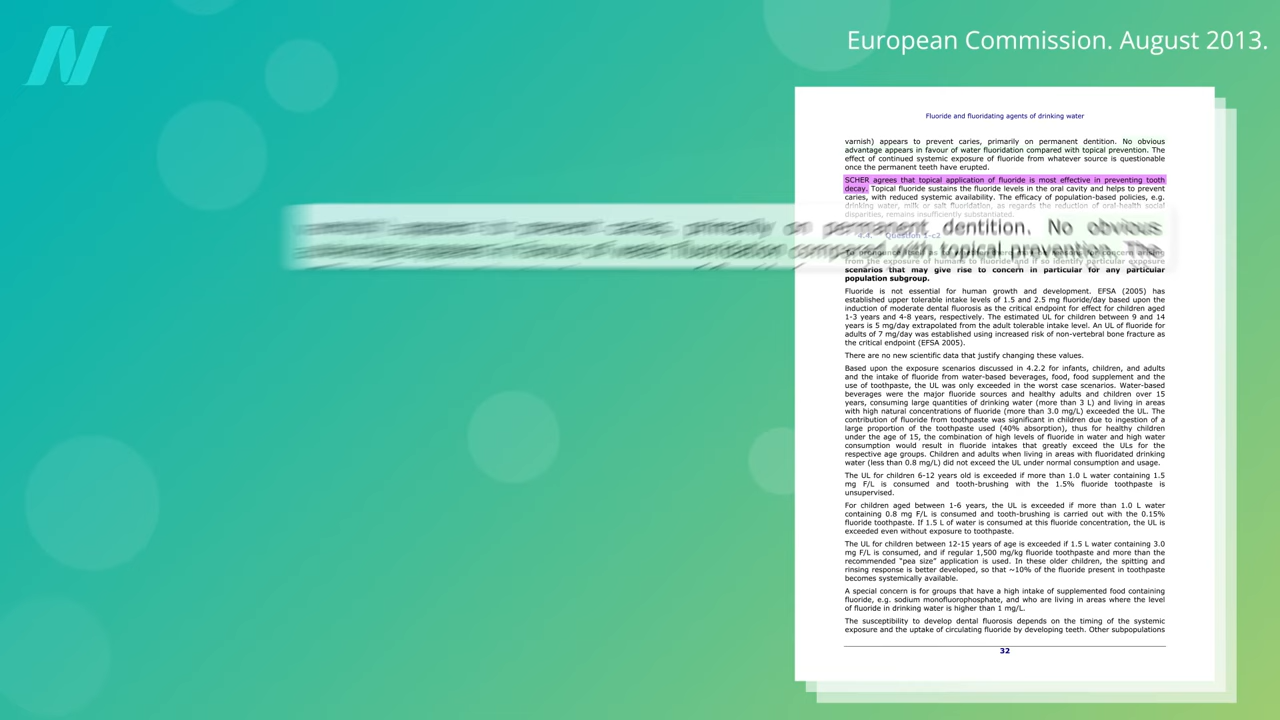 European Commission. August 2013.
Fluoride and fluoridating agents of drinking water
varnish) appears to prevent caries, primarily on permanent dentition. No obvious
advantage appears in favour of water fluoridation compared with topical prevention. The
effect of continued systemic exposure of fluoride from whatever source is questionable
once the permanent teeth have erupted.
SCHER agrees that topical application of fluoride is most effective in preventing tooth
decay. Topical fluoride sustains the fluoride levels in the oral cavity and helps to prevent
caries, with reduced systemic availability. The efficacy of population-based policies, e.g.
drinking water, milk or salt fluoridation, as regards the reduction of oral-health social
disparities, remains insufficiently substantiated.
primarily on permanent dentition. No obvious
fluoridation compared with topical prevention. The
from the exposure of humans to fluoride and if so identify particular exposure
scenarios that may give rise to concern in particular for any particular
population subgroup.
Fluoride is not essential for human growth and development. EFSA (2005) has
established upper tolerable intake levels of 1.5 and 2.5 mg fluoride/day based upon the
induction of moderate dental fluorosis as the critical endpoint for effect for children aged
1-3 years and 4-8 years, respectively. The estimated UL for children between 9 and 14
years is 5 mg/day extrapolated from the adult tolerable intake level. An UL of fluoride for
adults of 7 mg/day was established using increased risk of non-vertebral bone fracture as
the critical endpoint (EFSA 2005).
There are no new scientific data that justify changing these values.
Based upon the exposure scenarios discussed in 4.2.2 for infants, children, and adults
and the intake of fluoride from water-based beverages, food, food supplement and the
use of toothpaste, the UL was only exceeded in the worst case scenarios. Water-based
beverages were the major fluoride sources and healthy adults and children over 15
years, consuming large quantities of drinking water (more than 3 L) and living in areas
with high natural concentrations of fluoride (more than 3.0 mg/L) exceeded the UL. The
contribution of fluoride from toothpaste was significant in children due to ingestion of a
large proportion of the toothpaste used (40% absorption), thus for healthy children
under the age of 15, the combination of high levels of fluoride in water and high water
consumption would result in fluoride intakes that greatly exceed the ULs for the
respective age groups. Children and adults when living in areas with fluoridated drinking
water (less than 0.8 mg/L) did not exceed the UL under normal consumption and usage.
The UL for children 6-12 years old is exceeded if more than 1.0 L water containing 1.5
mg F/L is consumed and tooth-brushing with the 1.5% fluoride toothpaste is
unsupervised.
For children aged between 1-6 years, the UL is exceeded if more than 1.0 L water
containing 0.8 mg F/L is consumed and tooth-brushing is carried out with the 0.15%
fluoride toothpaste. If 1.5 L of water is consumed at this fluoride concentration, the UL is
exceeded even without exposure to toothpaste.
The UL for children between 12-15 years of age is exceeded if 1.5 L water containing 3.0
mg F/L is consumed, and if regular 1,500 mg/kg fluoride toothpaste and more than the
recommended “pea size” application is used. In these older children, the spitting and
rinsing response is better developed, so that ~10% of the fluoride present in toothpaste
becomes systemically available.
A special concern is for groups that have a high intake of supplemented food containing
fluoride, e.g. sodium monofluorophosphate, and who are living in areas where the level
of fluoride in drinking water is higher than 1 mg/L.
The susceptibility to develop dental fluorosis depends on the timing of the systemic
exposure and the uptake of circulating fluoride by developing teeth. Other subpopulations
32